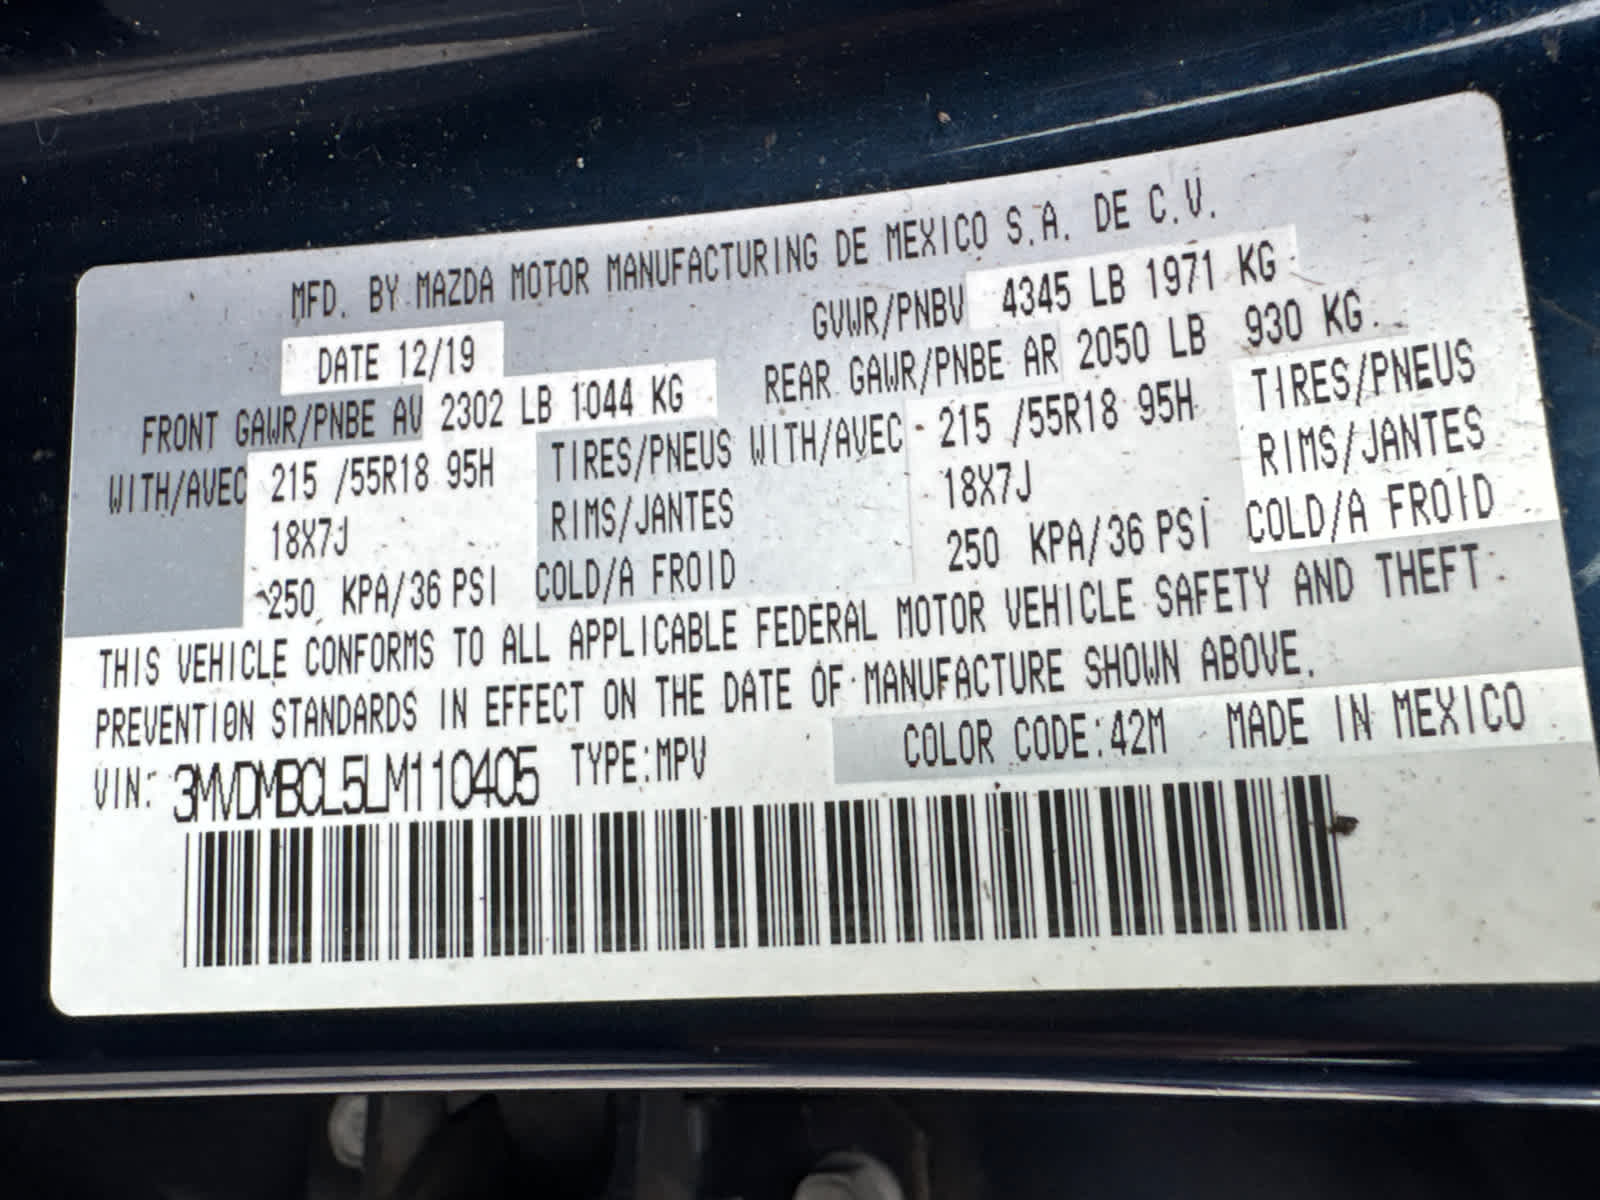 MFD. BY MAZDA MOTOR MANUFACTURING DE MEXICO S.A. DE C.V.
DATE 12/19 GVWR/PNBV 4345 LB 1971 KG
FRONT GAWR/PNBE AV 2302 LB 1044 KG REAR GAWR/PNBE AR 2050 LB 930 KG
WITH/AVEC 215 /55R18 95H TIRES/PNEUS WITH/AVEC 215 /55R18 95H TIRES/PNEUS
18X7J RIMS/JANTES 18X7J RIMS/JANTES
250 KPA/36 PSI COLD/A FROID 250 KPA/36 PSI COLD/A FROID
THIS VEHICLE CONFORMS TO ALL APPLICABLE FEDERAL MOTOR VEHICLE SAFETY AND THEFT
PREVENTION STANDARDS IN EFFECT ON THE DATE OF MANUFACTURE SHOWN ABOVE.
VIN: 3MVDMBCL5LM110405 TYPE:MPV COLOR CODE:42M MADE IN MEXICO